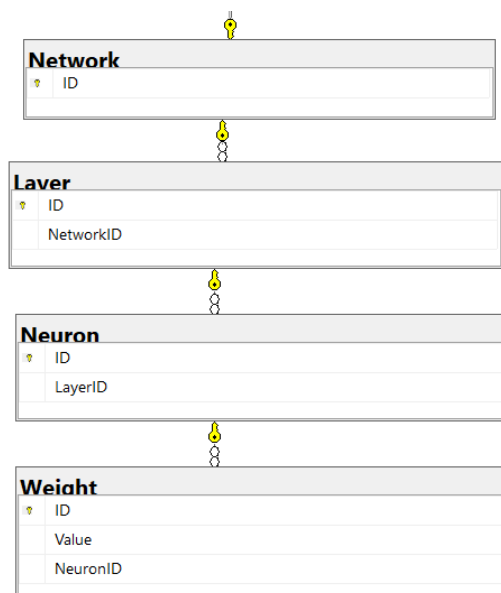 Network
ID
Layer
ID
NetworkID
Neuron
ID
LayerID
Weight
ID
Value
NeuronID